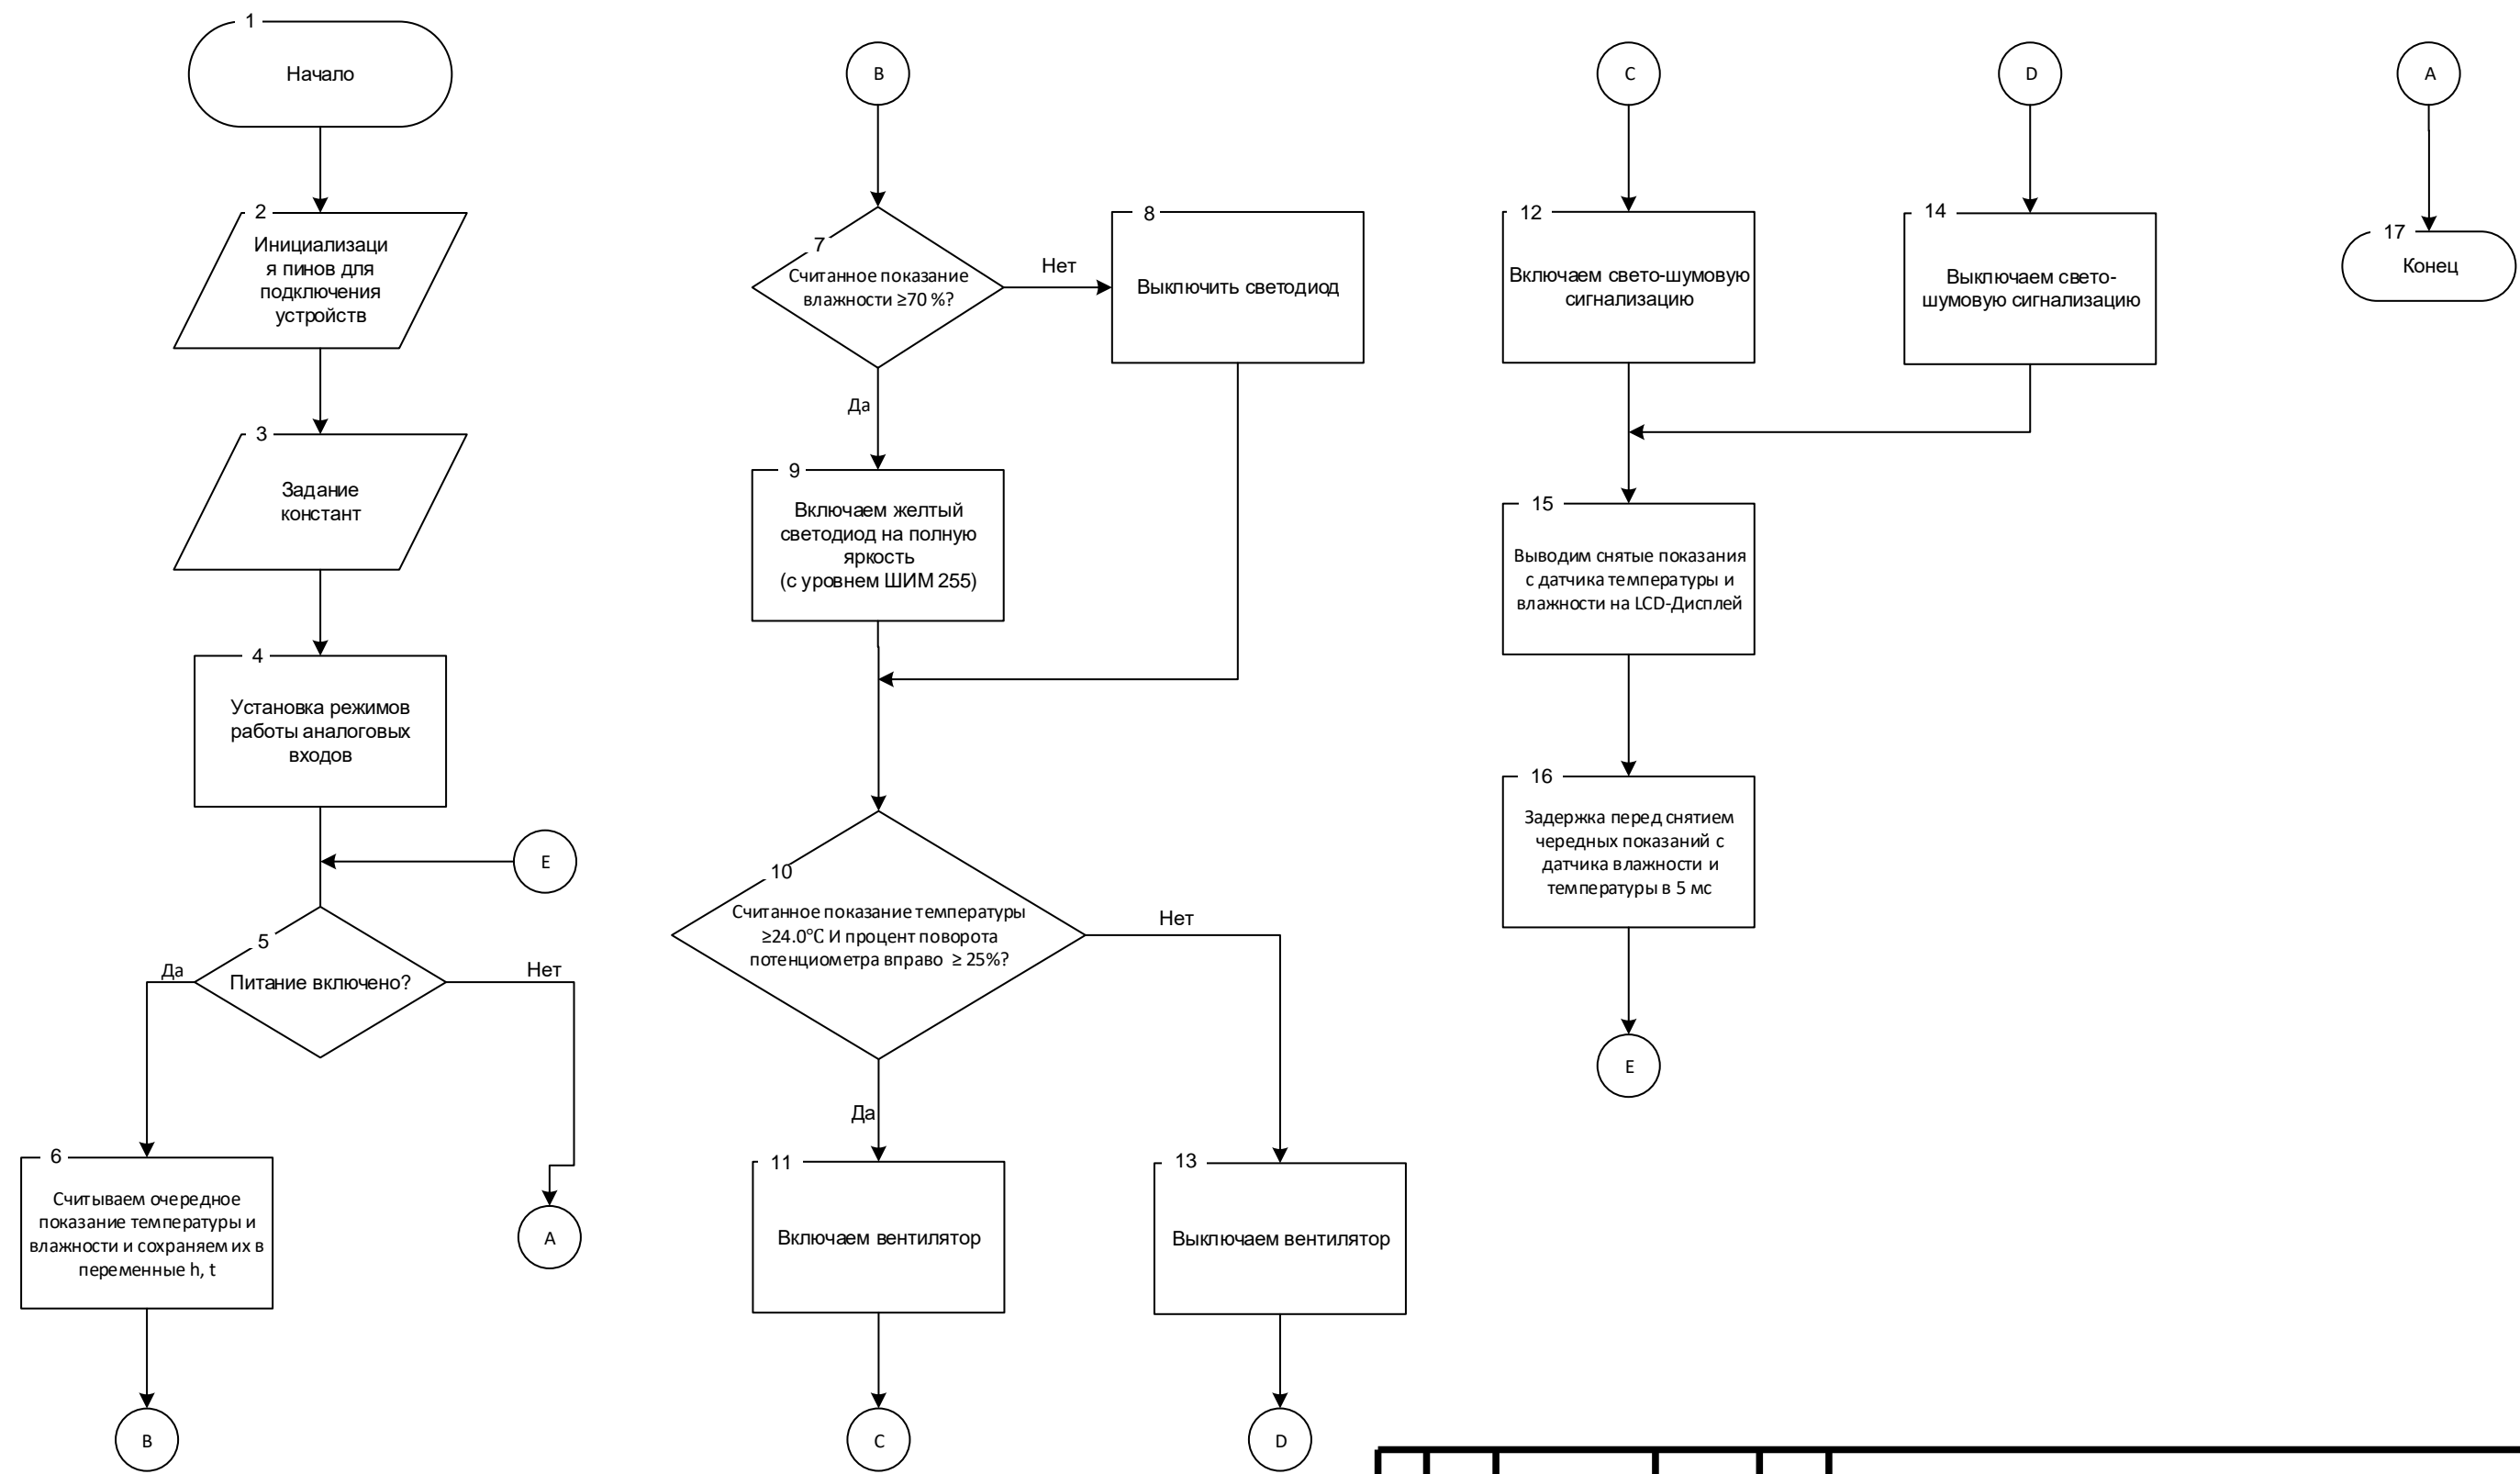 1
Начало
2
Инициализаци
я пинов для
подключения
устройств
3
Задание
констант
4
Установка режимов
работы аналоговых
входов
E
5
Питание включено?
Да
Нет
6
Считываем очередное
показание температуры и
влажности и сохраняем их в
переменные h, t
A
B
B
7
Считанное показание
влажности ≥70 %?
Нет
8
Выключить светодиод
Да
9
Включаем желтый
светодиод на полную
яркость
(с уровнем ШИМ 255)
10
Считанное показание температуры
≥24.0℃ И процент поворота
потенциометра вправо ≥ 25%?
Нет
Да
11
Включаем вентилятор
13
Выключаем вентилятор
C
D
C
12
Включаем свето-шумовую
сигнализацию
D
14
Выключаем свето-
шумовую сигнализацию
15
Выводим снятые показания
с датчика температуры и
влажности на LCD-Дисплей
16
Задержка перед снятием
чередных показаний с
датчика влажности и
температуры в 5 мс
E
A
17
Конец